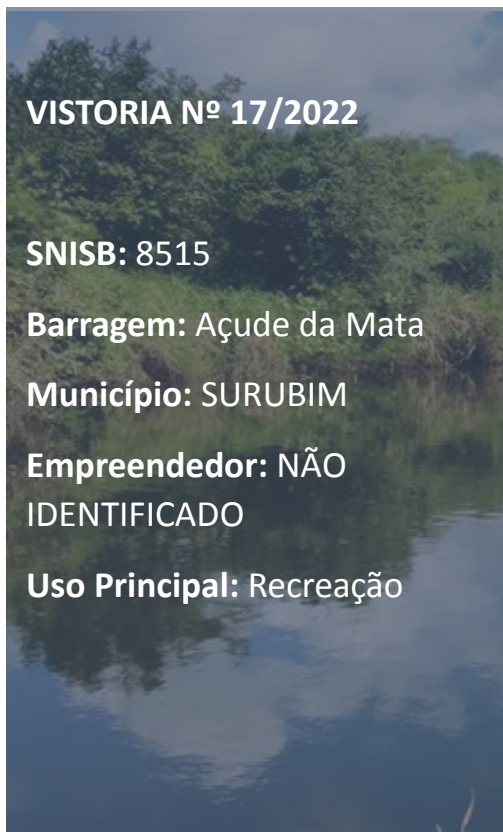 VISTORIA Nº 17/2022
SNISB: 8515
Barragem: Açude da Mata
Município: SURUBIM
Empreendedor: NÃO
IDENTIFICADO
Uso Principal: Recreação